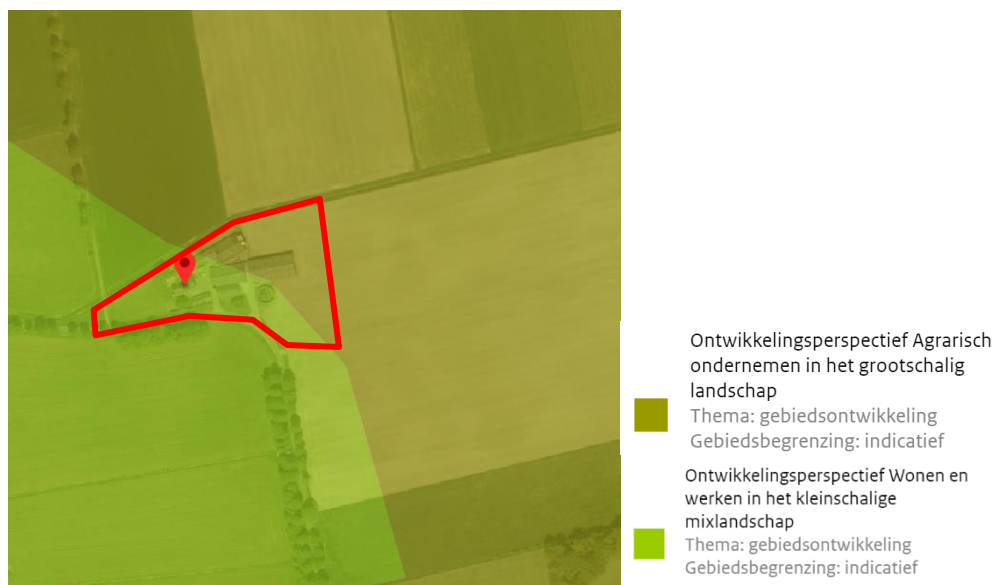 Ontwikkelingsperspectief Agrarisch
ondernemen in het grootschalig
landschap
Thema: gebiedsontwikkeling
Gebiedsbegrenzing: indicatief
Ontwikkelingsperspectief Wonen en
werken in het kleinschalige
mixlandschap
Thema: gebiedsontwikkeling
Gebiedsbegrenzing: indicatief